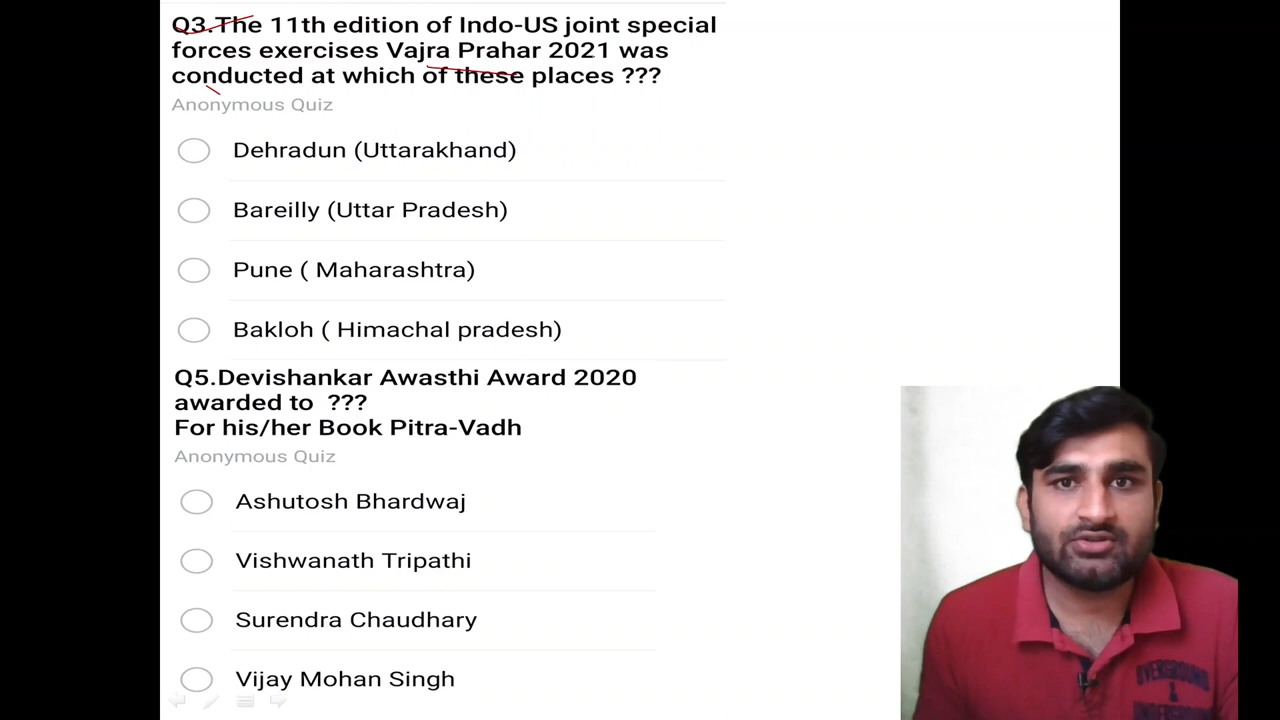 Q3.The 11th edition of Indo-US joint special
forces exercises Vajra Prahar 2021 was
conducted at which of these places ???
Anonymous Quiz
Dehradun (Uttarakhand)
Bareilly (Uttar Pradesh)
Pune ( Maharashtra)
Bakloh ( Himachal pradesh)
Q5.Devishankar Awasthi Award 2020
awarded to ???
For his/her Book Pitra-Vadh
Anonymous Quiz
Ashutosh Bhardwaj
Vishwanath Tripathi
Surendra Chaudhary
Vijay Mohan Singh
OVERGROUND
&